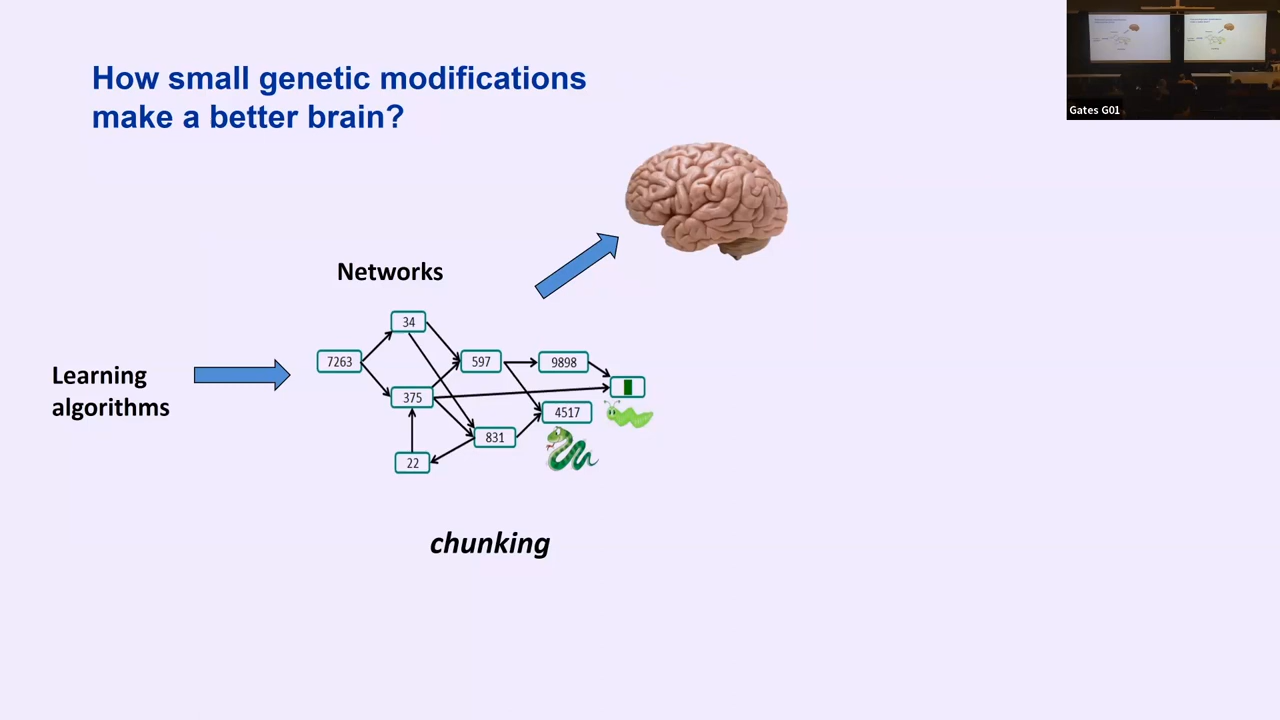 How small genetic modifications
make a better brain?
Gates G01
Networks
34
7263
597
9898
375
4517
831
22
Learning
algorithms
chunking